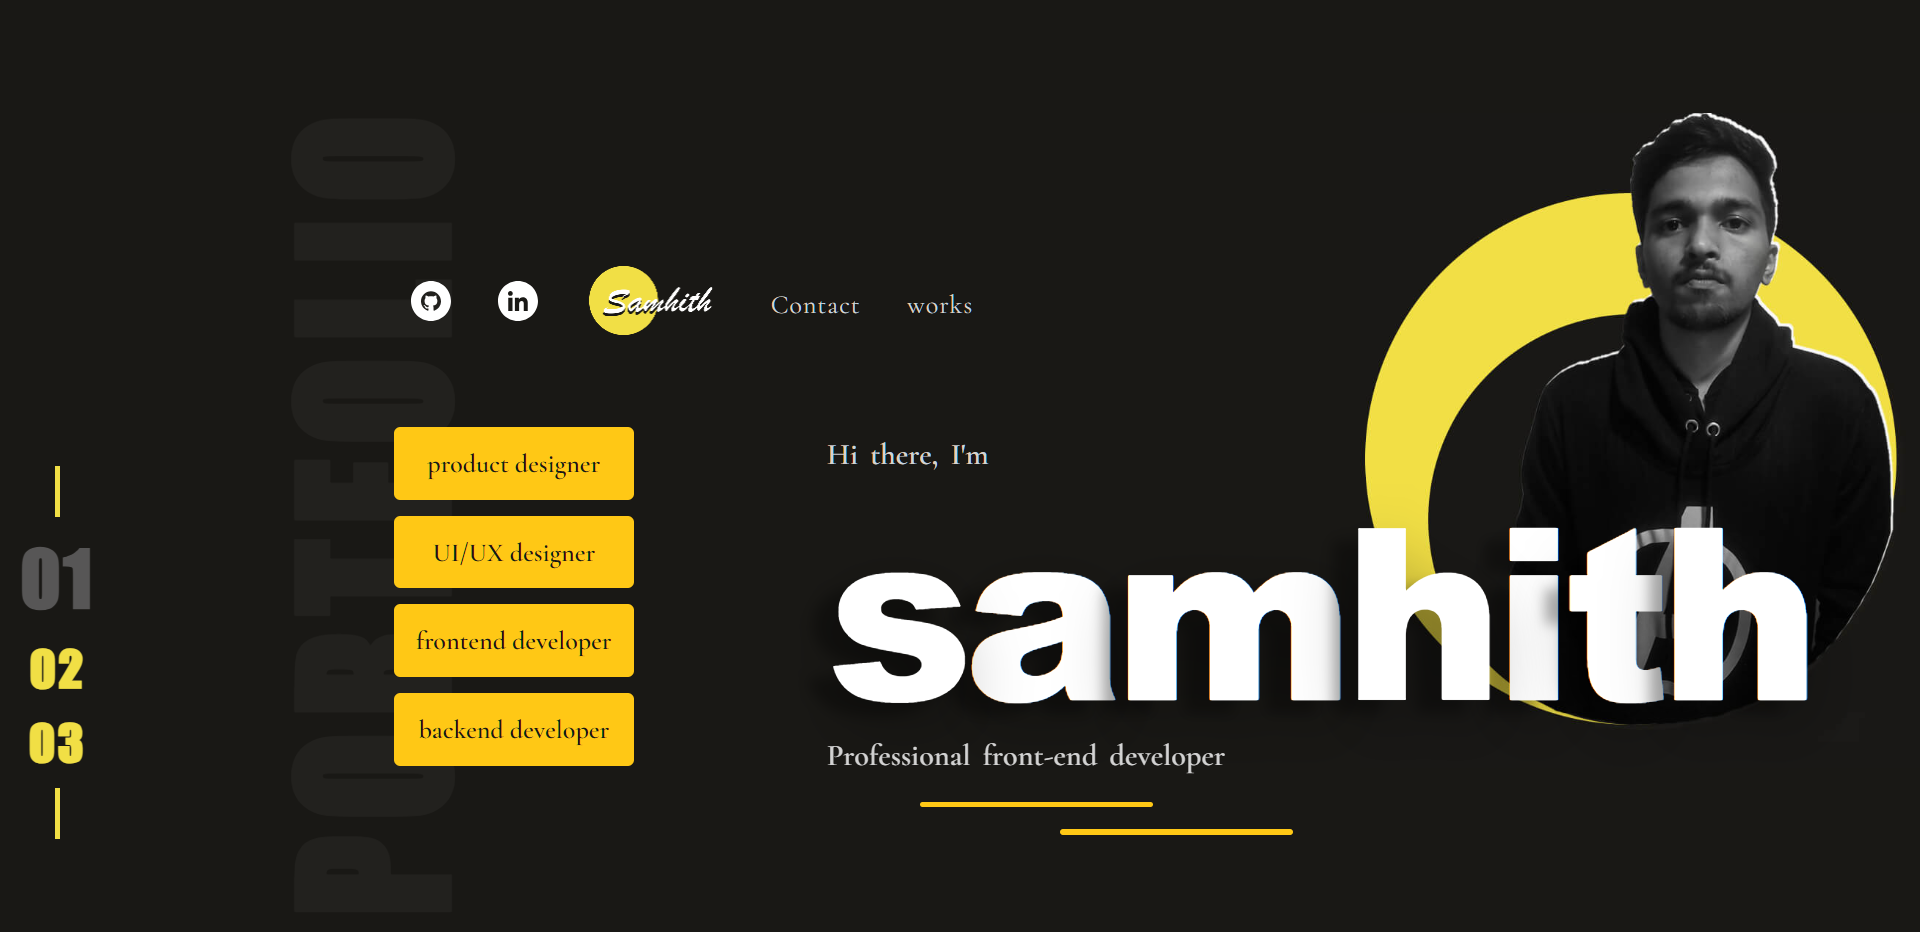 PORTFOLIO
Samhith
Contact works
01
02
03
product designer
UI/UX designer
frontend developer
backend developer
Hi there, I'm
samhith
Professional front-end developer
in